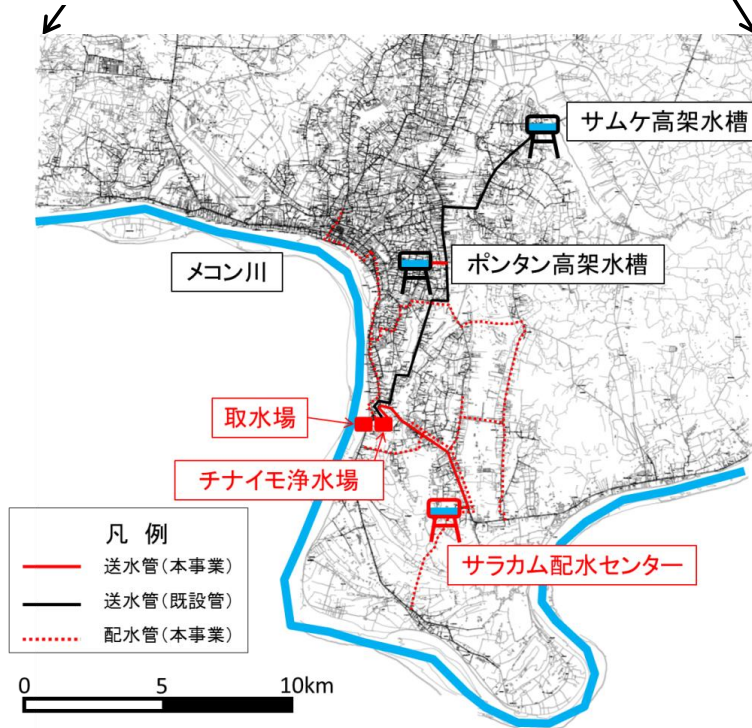 サムケ高架水槽
メコン川
ポンタン高架水槽
取水場
チナイモ浄水場
サラカム配水センター
凡 例
送水管(本事業)
送水管(既設管)
配水管(本事業)
0 5 10km